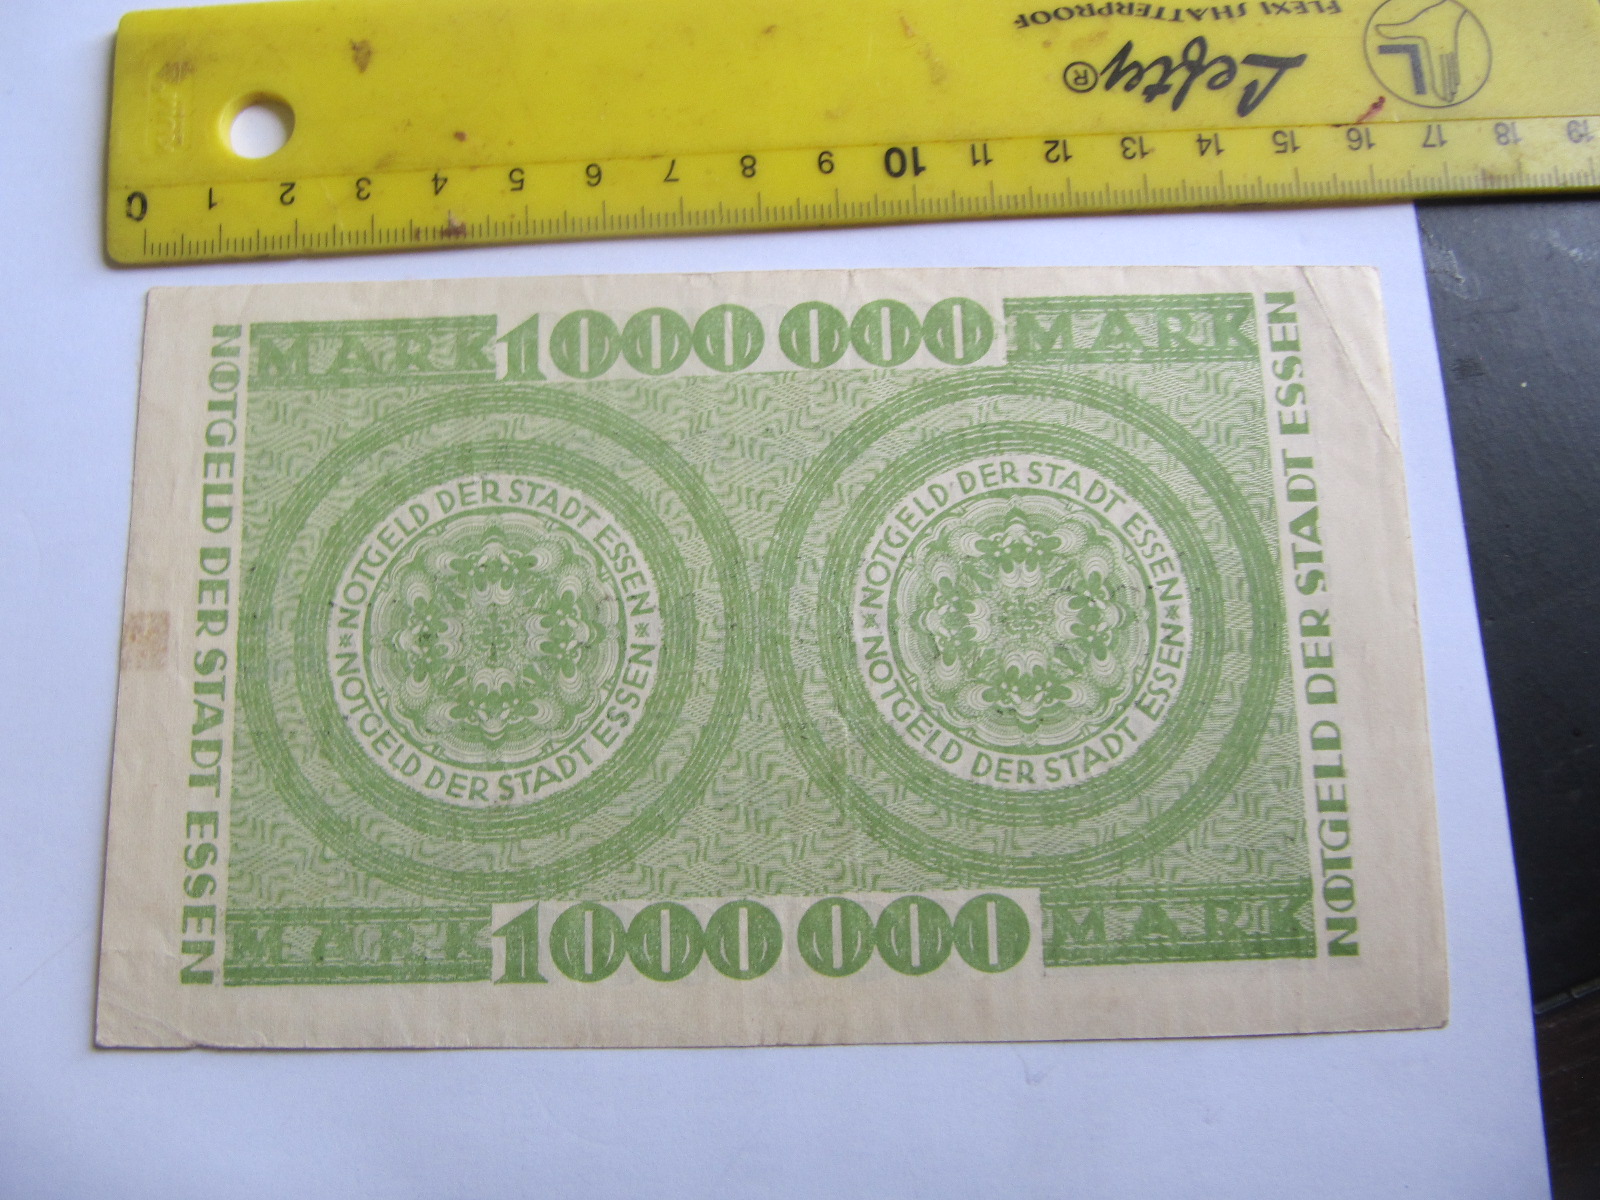 FLEXI SHATTERPROOF
Lefty®
L
0 1 2 3 4 5 6 7 8 9 10 11 12 13 14 15 16 17 18 19
MARK 1000 000 MARK
NOTGELD DER STADT ESSEN
NOTGELD DER STADT ESSEN
NOTGELD DER STADT ESSEN
NOTGELD DER STADT ESSEN
NOTGELD DER STADT ESSEN
NOTGELD DER STADT ESSEN
MARK 1000 000 MARK